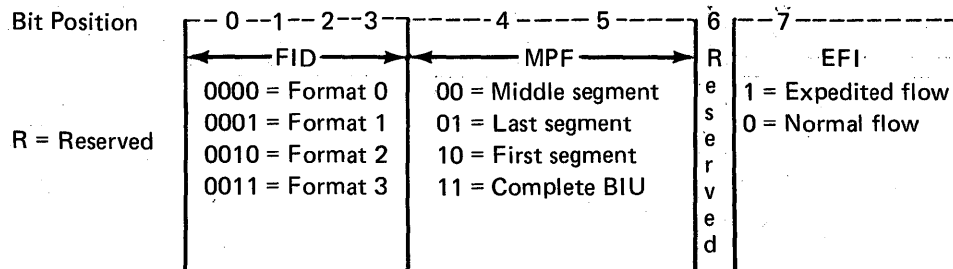 Bit Position 0 1 2 3 4 5 6 7
FID MPF R EFI
0000 = Format 0 00 = Middle segment e 1 = Expedited flow
0001 = Format 1 01 = Last segment s 0 = Normal flow
R = Reserved
0010 = Format 2 10 = First segment e
0011 = Format 3 11 = Complete BIU r
v
e
d